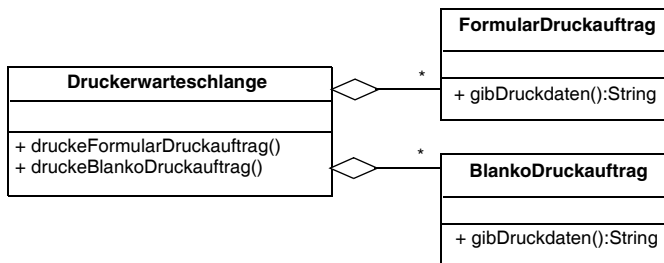 FormularDruckauftrag
Druckerwarteschlange
*
+ gibDruckdaten():String
+ druckeFormularDruckauftrag()
+ druckeBlankoDruckauftrag()
*
BlankoDruckauftrag
+ gibDruckdaten():String